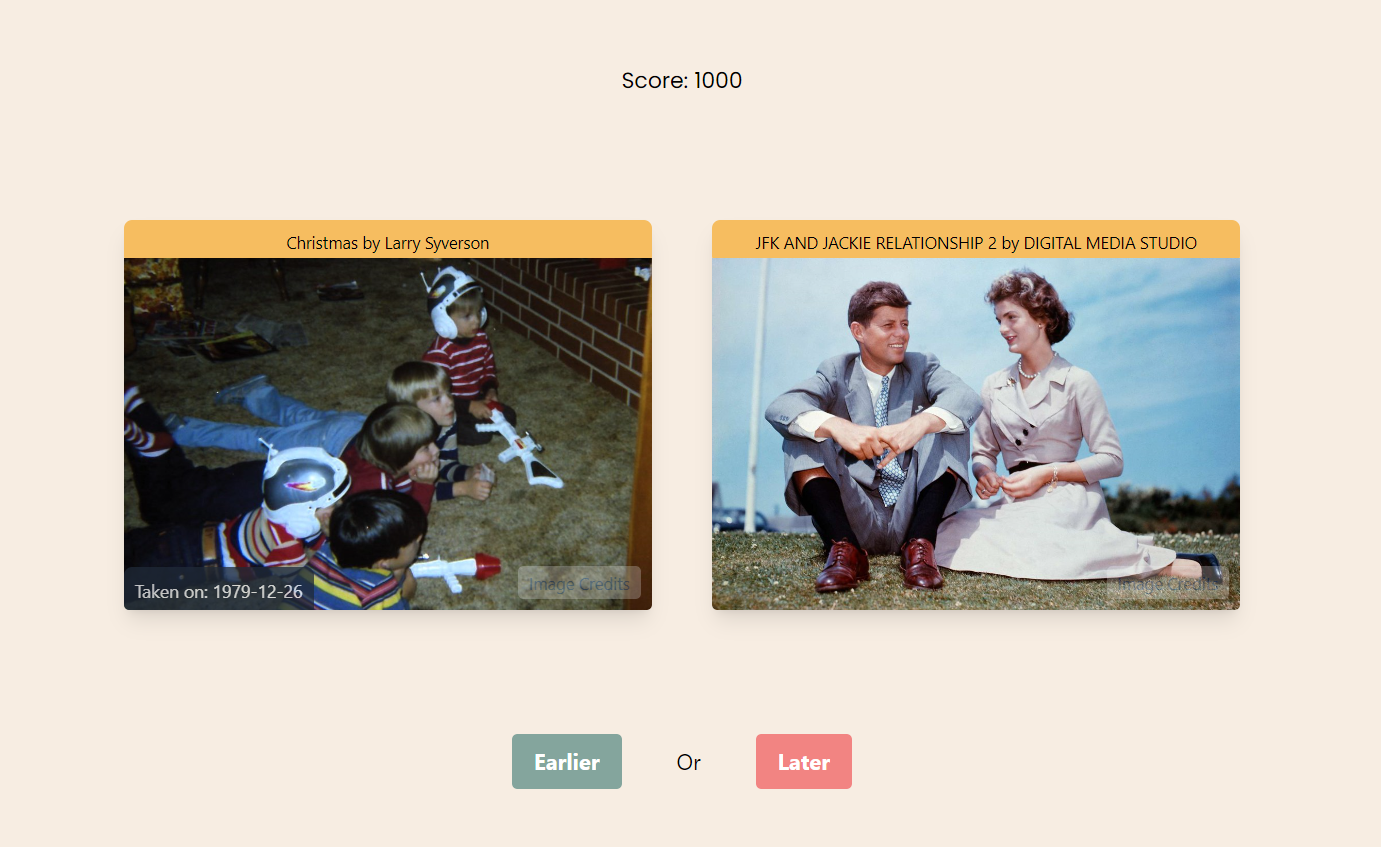 Score: 1000
Christmas by Larry Syverson
JFK AND JACKIE RELATIONSHIP 2 by DIGITAL MEDIA STUDIO
Taken on: 1979-12-26
Image Credits
Image Credits
Earlier
Or
Later